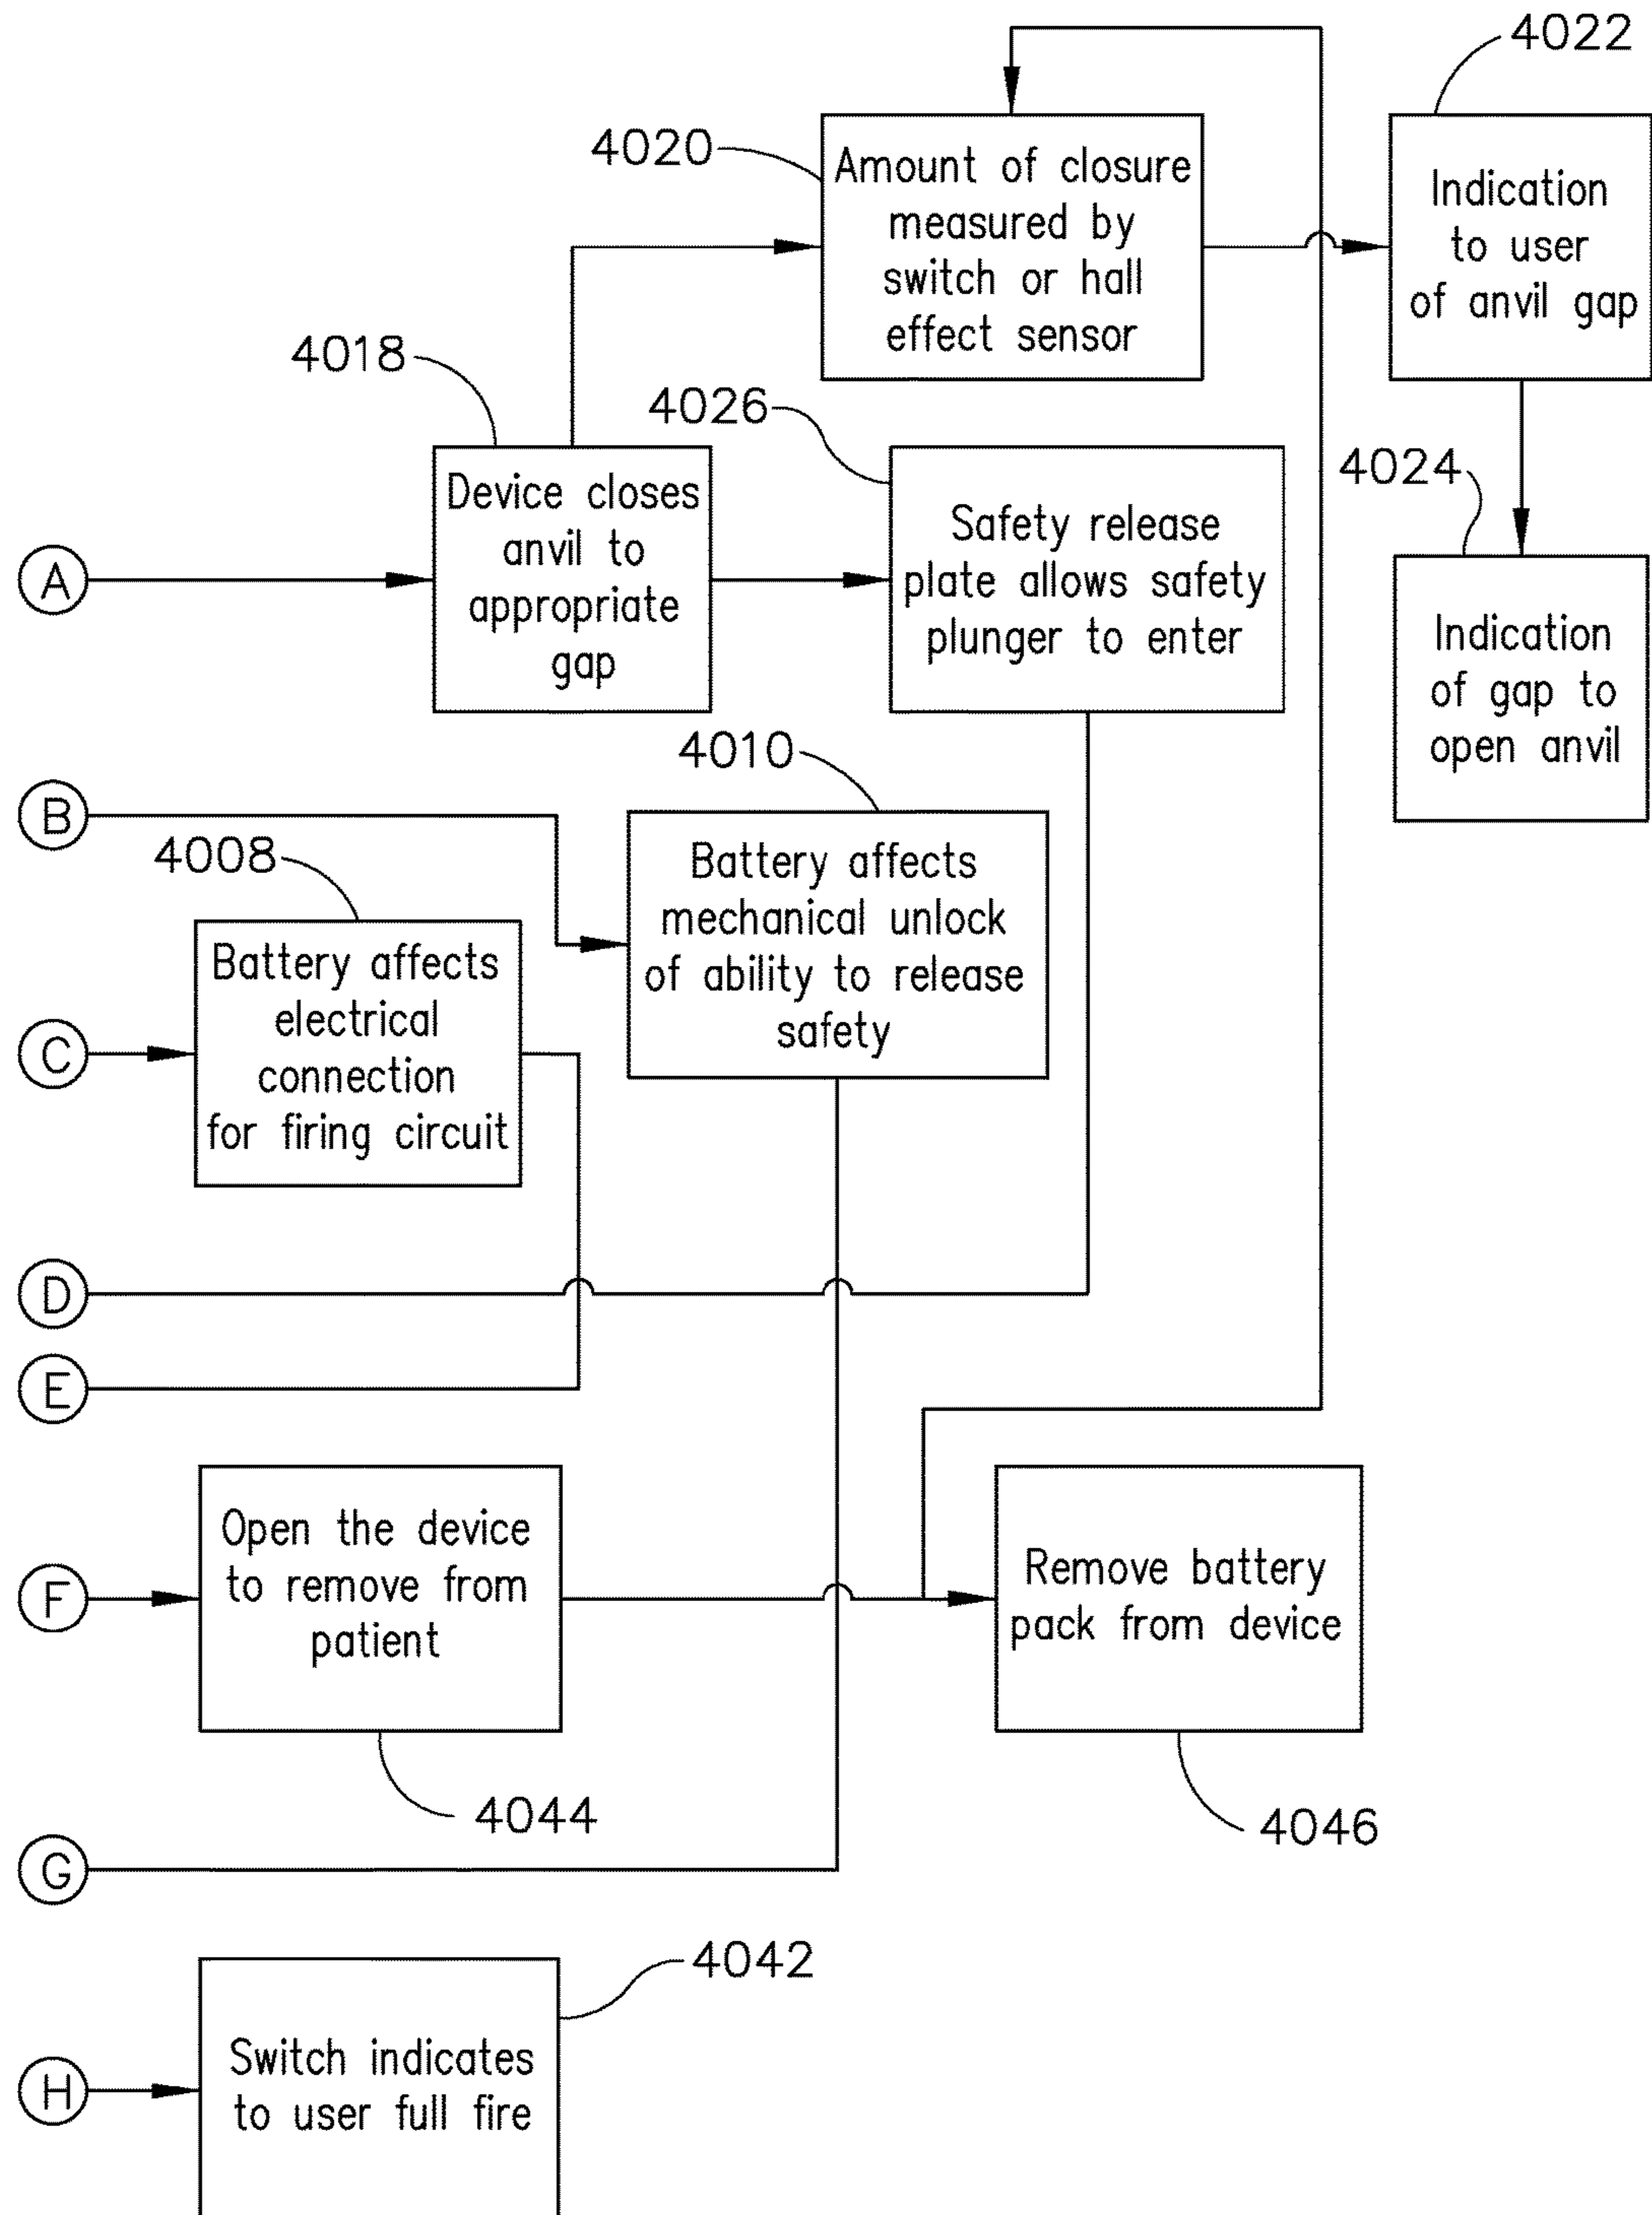 4022
4020
Amount of closure
measured by
switch or hall
effect sensor
Indication
to user
of anvil gap
4018
4026
4024
Device closes
anvil to
appropriate
gap
Safety release
plate allows safety
plunger to enter
A
Indication
of gap to
open anvil
4010
B
4008
Battery affects
mechanical unlock
of ability to release
safety
Battery affects
electrical
connection
for firing circuit
C
D
E
Open the device
to remove from
patient
Remove battery
pack from device
F
4044
4046
G
4042
Switch indicates
to user full fire
H